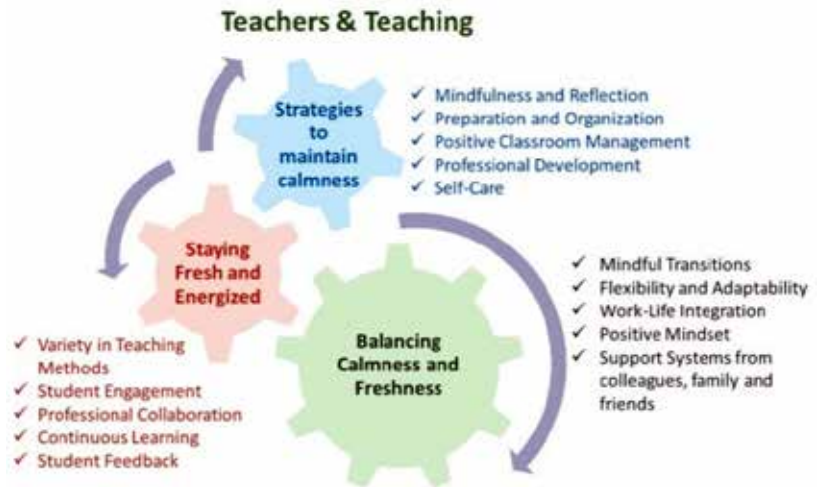 Teachers & Teaching
Strategies
to
maintain
calmness
✓ Mindfulness and Reflection
✓ Preparation and Organization
✓ Positive Classroom Management
✓ Professional Development
✓ Self-Care
Staying
Fresh and
Energized
✓ Variety in Teaching
Methods
✓ Student Engagement
✓ Professional Collaboration
✓ Continuous Learning
✓ Student Feedback
Balancing
Calmness and
Freshness
✓ Mindful Transitions
✓ Flexibility and Adaptability
✓ Work-Life Integration
✓ Positive Mindset
✓ Support Systems from
colleagues, family and
friends